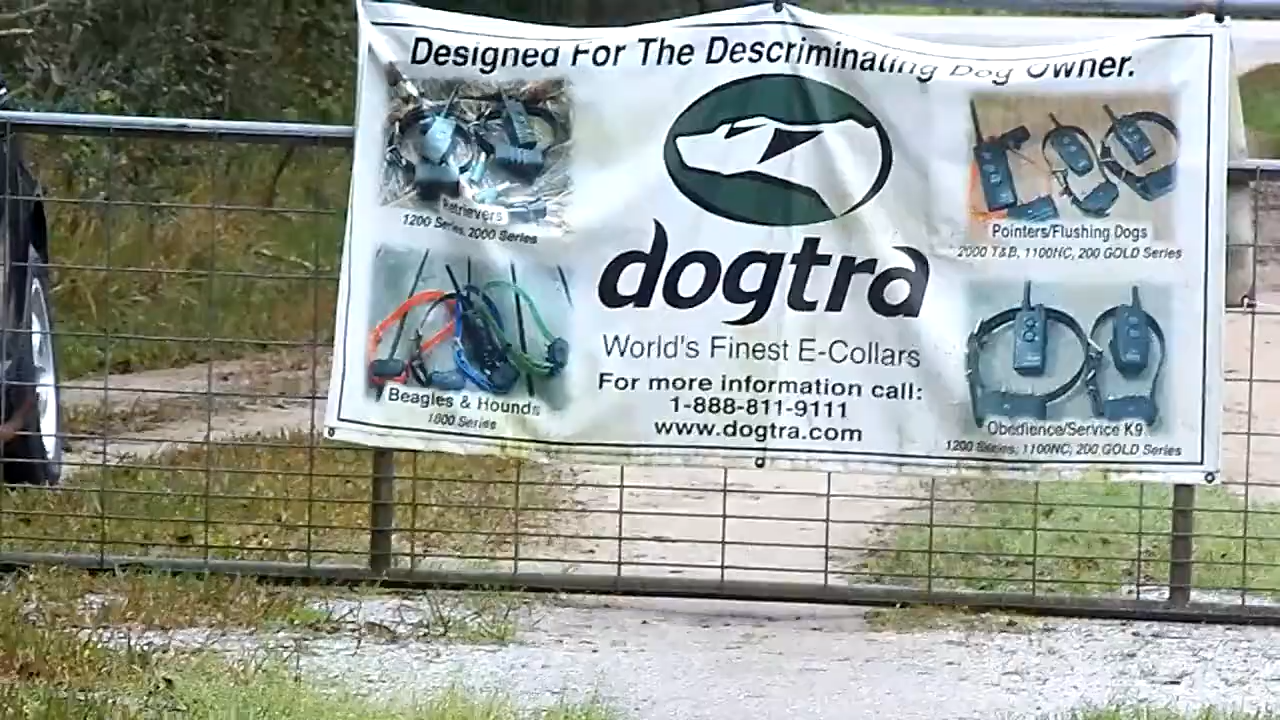 Designed For The Descriminating Dog Owner.
Retrievers
1200 Series, 2000 Series
Pointers/Flushing Dogs
2000 T&B, 1100NC, 200 GOLD Series
dogtra
World's Finest E-Collars
For more information call:
1-888-811-9111
www.dogtra.com
Beagles & Hounds
1800 Series
Obedience/Service K9
1200 Series, 1100NC, 200 GOLD Series